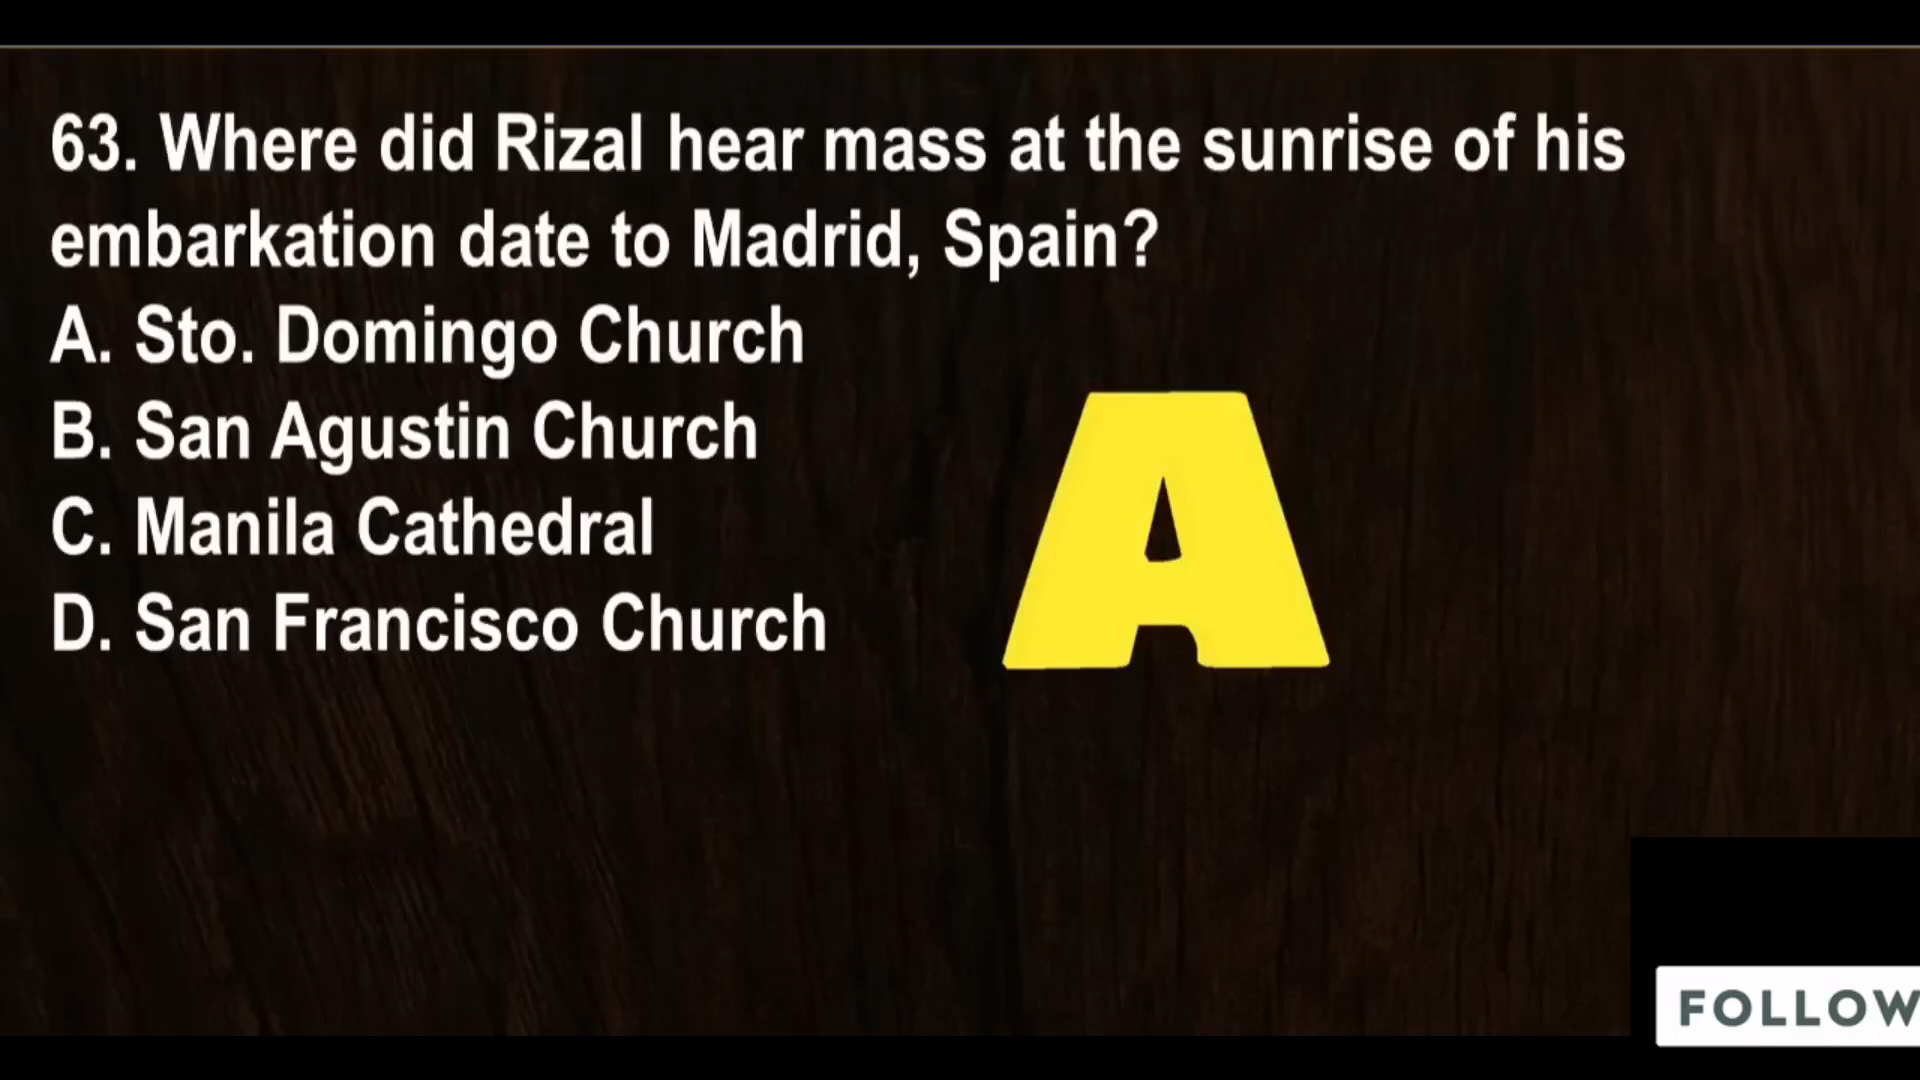 63. Where did Rizal hear mass at the sunrise of his
embarkation date to Madrid, Spain?
A. Sto. Domingo Church
B. San Agustin Church
C. Manila Cathedral
D. San Francisco Church
A
FOLLOW